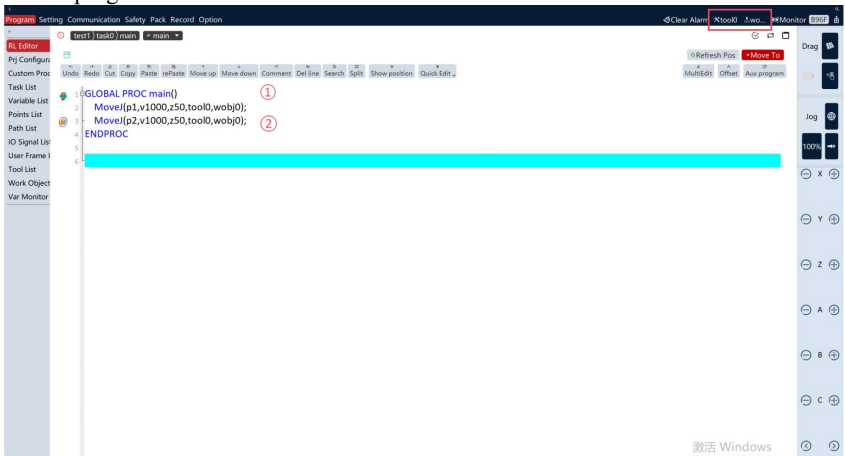 Program Setting Communication Safety Pack Record Option Clear Alarm tool0 wo... Monitor B96F
RL Editor test1 task0 main main Drag
Prj Configura Refresh Pos Move To
Custom Proc Undo Redo Cut Copy Paste rePaste Move up Move down Comment Del line Search Split Show position Quick Edit MultiEdit Offset Aux program
Task List
Variable List 1 GLOBAL PROC main() ①
Points List 2 MoveJ(p1,v1000,z50,tool0,wobj0); Jog
Path List 3 MoveJ(p2,v1000,z50,tool0,wobj0); ②
IO Signal List 4 ENDPROC
User Frame 5 100%
Tool List 6
Work Object X
Var Monitor
Y
Z
A
B
C
激活 Windows